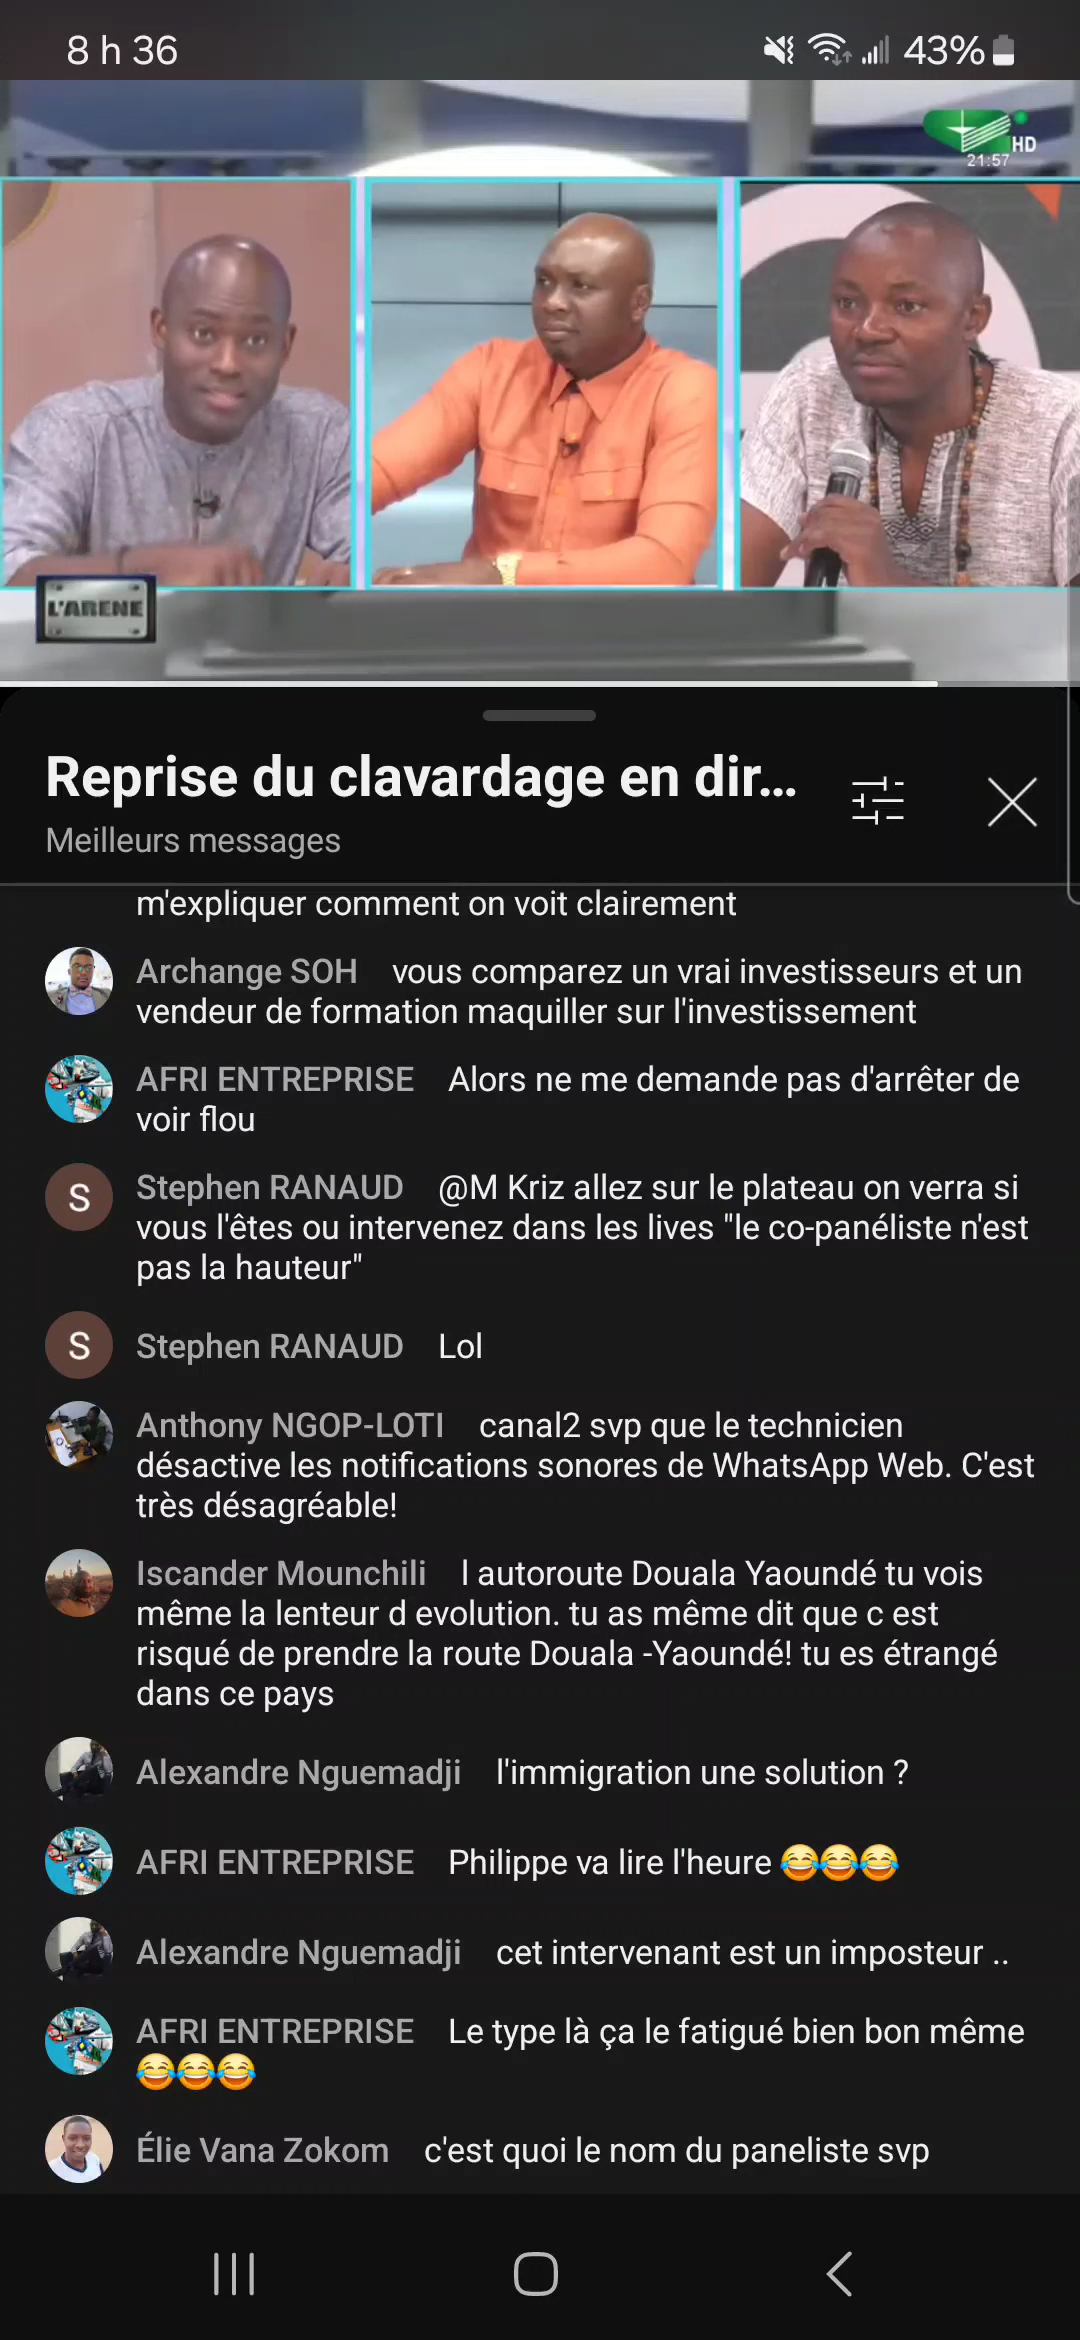 8 h 36
43%
HD
21:57
L'ARENE
Reprise du clavardage en dir...
Meilleurs messages
m'expliquer comment on voit clairement
Archange SOH vous comparez un vrai investisseurs et un
vendeur de formation maquiller sur l'investissement
AFRI ENTREPRISE Alors ne me demande pas d'arrêter de
voir flou
S
Stephen RANAUD @M Kriz allez sur le plateau on verra si
vous l'êtes ou intervenez dans les lives "le co-panéliste n'est
pas la hauteur"
S
Stephen RANAUD Lol
Anthony NGOP-LOTI canal2 svp que le technicien
désactive les notifications sonores de WhatsApp Web. C'est
très désagréable!
Iscander Mounchili l autoroute Douala Yaoundé tu vois
même la lenteur d evolution. tu as même dit que c est
risqué de prendre la route Douala -Yaoundé! tu es étrangé
dans ce pays
Alexandre Nguemadji l'immigration une solution ?
AFRI ENTREPRISE Philippe va lire l'heure 😂😂😂
Alexandre Nguemadji cet intervenant est un imposteur ..
AFRI ENTREPRISE Le type là ça le fatigué bien bon même
😂😂😂
Élie Vana Zokom c'est quoi le nom du paneliste svp